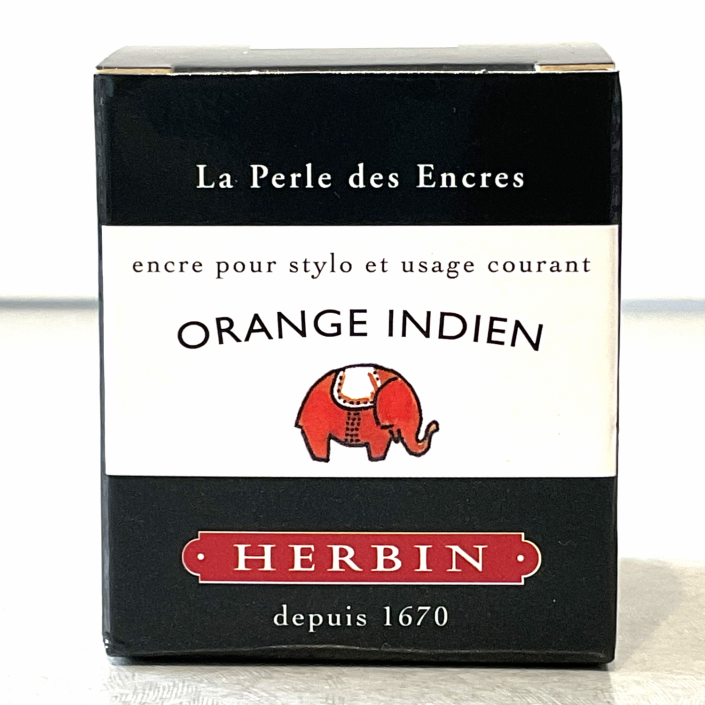 La Perle des Encres
encre pour stylo et usage courant
ORANGE INDIEN
HERBIN
depuis 1670